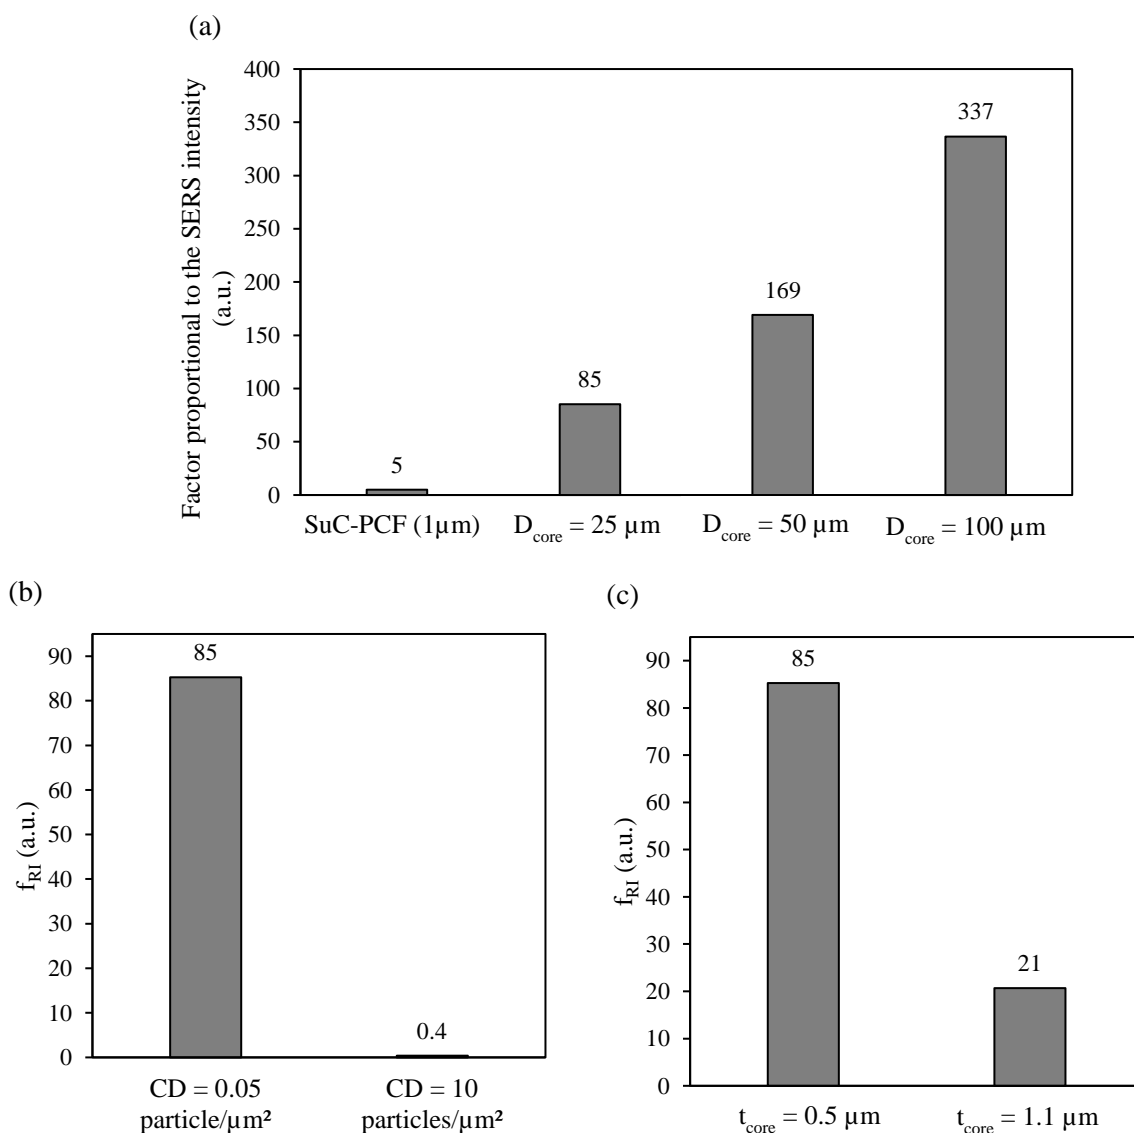 (a)
Factor proportional to the SERS intensity
(a.u.)
400
350
300
250
200
150
100
50
0
5
85
169
337
SuC-PCF (1µm)
D_core = 25 µm
D_core = 50 µm
D_core = 100 µm
(b)
f_RI (a.u.)
90
80
70
60
50
40
30
20
10
0
85
0.4
CD = 0.05
particle/µm²
CD = 10
particles/µm²
(c)
f_RI (a.u.)
90
80
70
60
50
40
30
20
10
0
85
21
t_core = 0.5 µm
t_core = 1.1 µm